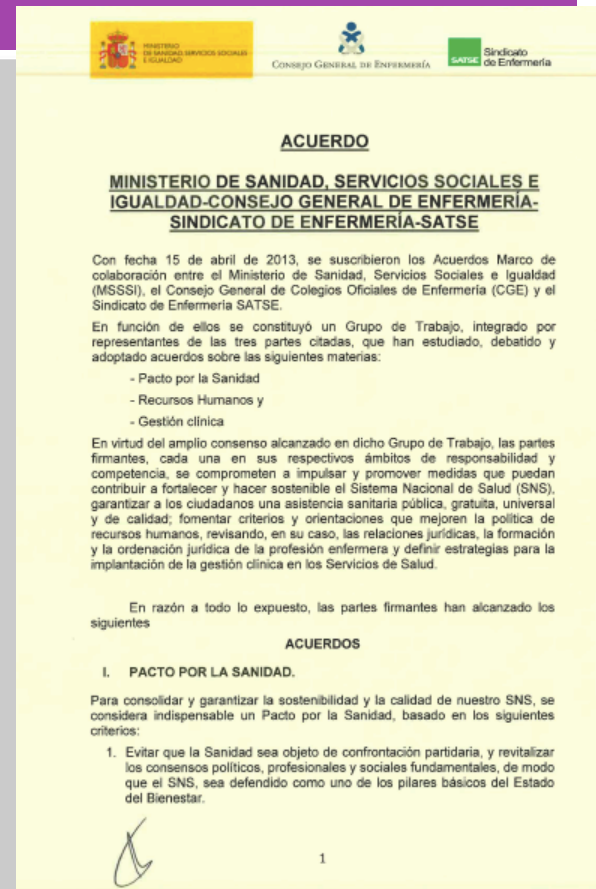 MINISTERIO
DE SANIDAD, SERVICIOS SOCIALES
E IGUALDAD
CONSEJO GENERAL DE ENFERMERÍA
SATSE
Sindicato
de Enfermería
ACUERDO
MINISTERIO DE SANIDAD, SERVICIOS SOCIALES E
IGUALDAD-CONSEJO GENERAL DE ENFERMERÍA-
SINDICATO DE ENFERMERÍA-SATSE
Con fecha 15 de abril de 2013, se suscribieron los Acuerdos Marco de
colaboración entre el Ministerio de Sanidad, Servicios Sociales e Igualdad
(MSSSI), el Consejo General de Colegios Oficiales de Enfermería (CGE) y el
Sindicato de Enfermería SATSE.
En función de ellos se constituyó un Grupo de Trabajo, integrado por
representantes de las tres partes citadas, que han estudiado, debatido y
adoptado acuerdos sobre las siguientes materias:
- Pacto por la Sanidad
- Recursos Humanos y
- Gestión clínica
En virtud del amplio consenso alcanzado en dicho Grupo de Trabajo, las partes
firmantes, cada una en sus respectivos ámbitos de responsabilidad y
competencia, se comprometen a impulsar y promover medidas que puedan
contribuir a fortalecer y hacer sostenible el Sistema Nacional de Salud (SNS),
garantizar a los ciudadanos una asistencia sanitaria pública, gratuita, universal
y de calidad; fomentar criterios y orientaciones que mejoren la política de
recursos humanos, revisando, en su caso, las relaciones jurídicas, la formación
y la ordenación jurídica de la profesión enfermera y definir estrategias para la
implantación de la gestión clínica en los Servicios de Salud.
En razón a todo lo expuesto, las partes firmantes han alcanzado los
siguientes
ACUERDOS
I. PACTO POR LA SANIDAD.
Para consolidar y garantizar la sostenibilidad y la calidad de nuestro SNS, se
considera indispensable un Pacto por la Sanidad, basado en los siguientes
criterios:
1. Evitar que la Sanidad sea objeto de confrontación partidaria, y revitalizar
los consensos políticos, profesionales y sociales fundamentales, de modo
que el SNS, sea defendido como uno de los pilares básicos del Estado
del Bienestar.
1